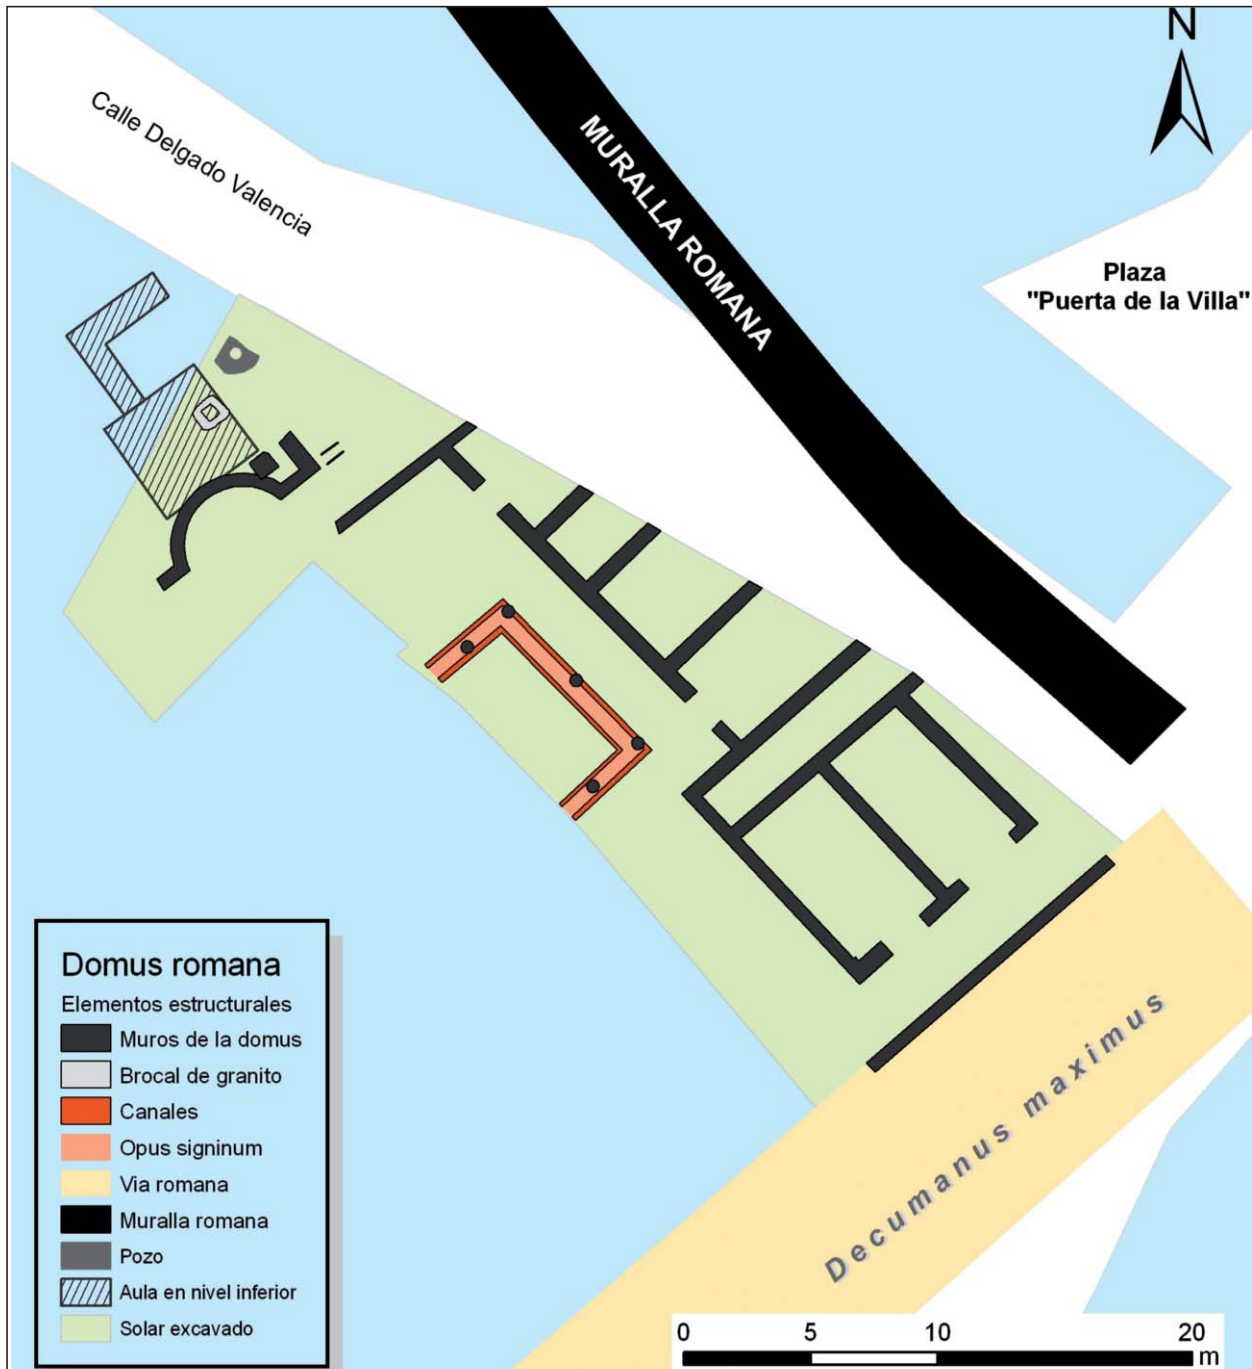 N
Calle Delgado Valencia
MURALLA ROMANA
Plaza
"Puerta de la Villa"
Decumanus maximus
Domus romana
Elementos estructurales
Muros de la domus
Brocal de granito
Canales
Opus signinum
Via romana
Muralla romana
Pozo
Aula en nivel inferior
Solar excavado
0 5 10 20
m